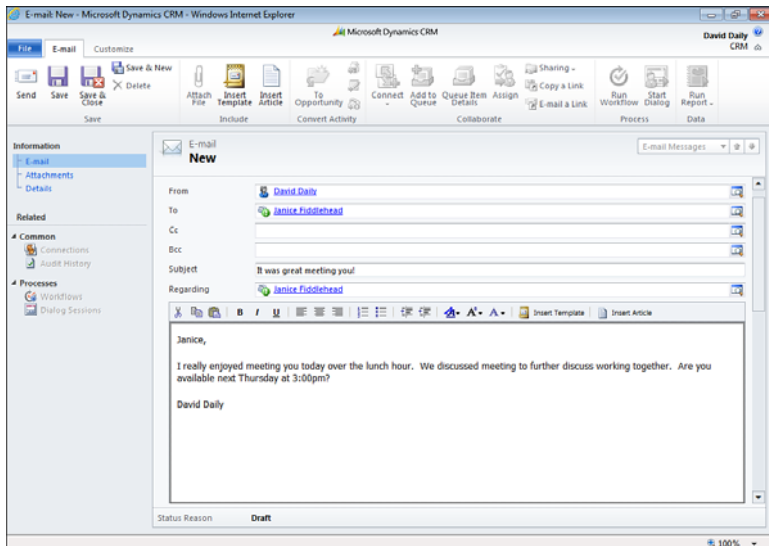 E-mail: New - Microsoft Dynamics CRM - Windows Internet Explorer
Microsoft Dynamics CRM
David Daily
CRM
File E-mail Customize
Send
Save
Save & Close
Save & New
Delete
Save
Attach File
Insert Template
Insert Article
Include
To Opportunity
Convert Activity
Connect
Add to Queue
Queue Item Details
Assign
Sharing
Copy a Link
E-mail a Link
Collaborate
Run Workflow
Start Dialog
Process
Run Report
Data
Information
E-mail
Attachments
Details
Related
Common
Connections
Audit History
Processes
Workflows
Dialog Sessions
E-mail
New
E-mail Messages
From David Daily
To Janice Fiddlehead
Cc
Bcc
Subject It was great meeting you!
Regarding Janice Fiddlehead
B I U A A Insert Template Insert Article
Janice,
I really enjoyed meeting you today over the lunch hour. We discussed meeting to further discuss working together. Are you
available next Thursday at 3:00pm?
David Daily
Status Reason Draft
100%